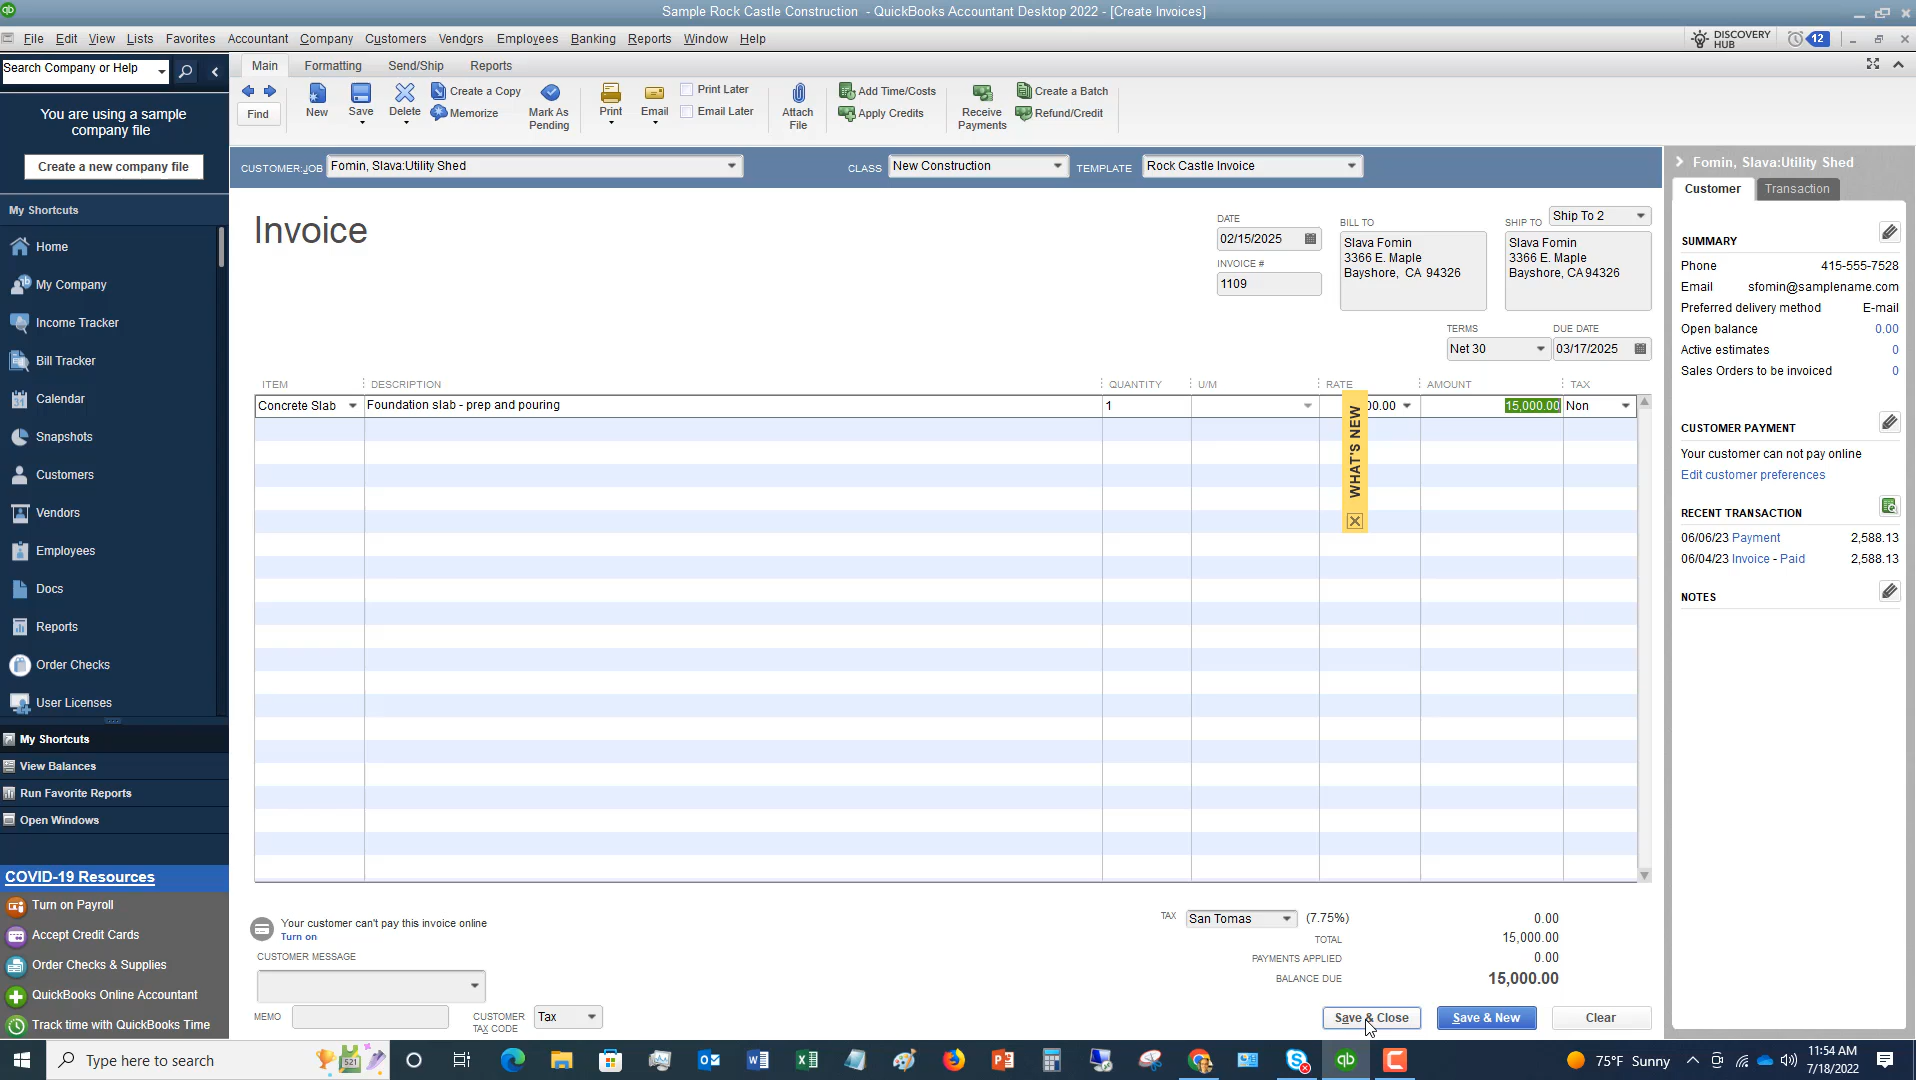 Sample Rock Castle Construction - QuickBooks Accountant Desktop 2022 - [Create Invoices]
File Edit View Lists Favorites Accountant Company Customers Vendors Employees Banking Reports Window Help
DISCOVERY HUB 12
Search Company or Help
You are using a sample
company file
Create a new company file
My Shortcuts
Home
My Company
Income Tracker
Bill Tracker
Calendar
Snapshots
Customers
Vendors
Employees
Docs
Reports
Order Checks
User Licenses
My Shortcuts
View Balances
Run Favorite Reports
Open Windows
COVID-19 Resources
Turn on Payroll
Accept Credit Cards
Order Checks & Supplies
QuickBooks Online Accountant
Track time with QuickBooks Time
Main Formatting Send/Ship Reports
Find New Save Delete
Create a Copy
Memorize
Mark As
Pending
Print Email
Print Later
Email Later
Attach
File
Add Time/Costs
Apply Credits
Receive
Payments
Create a Batch
Refund/Credit
CUSTOMER:JOB Fomin, Slava:Utility Shed CLASS New Construction TEMPLATE Rock Castle Invoice
Invoice
DATE
02/15/2025
INVOICE #
1109
BILL TO
Slava Fomin
3366 E. Maple
Bayshore, CA 94326
SHIP TO Ship To 2
Slava Fomin
3366 E. Maple
Bayshore, CA 94326
TERMS
Net 30
DUE DATE
03/17/2025
ITEM DESCRIPTION QUANTITY U/M RATE AMOUNT TAX
Concrete Slab Foundation slab - prep and pouring 1 00.00 15,000.00 Non
WHAT'S NEW
Your customer can't pay this invoice online
Turn on
CUSTOMER MESSAGE
MEMO
CUSTOMER
TAX CODE
Tax
TAX San Tomas (7.75%) 0.00
TOTAL 15,000.00
PAYMENTS APPLIED 0.00
BALANCE DUE 15,000.00
Save & Close Save & New Clear
Fomin, Slava:Utility Shed
Customer Transaction
SUMMARY
Phone 415-555-7528
Email sfomin@samplename.com
Preferred delivery method E-mail
Open balance 0.00
Active estimates 0
Sales Orders to be invoiced 0
CUSTOMER PAYMENT
Your customer can not pay online
Edit customer preferences
RECENT TRANSACTION
06/06/23 Payment 2,588.13
06/04/23 Invoice - Paid 2,588.13
NOTES
Type here to search
75°F Sunny
11:54 AM
7/18/2022